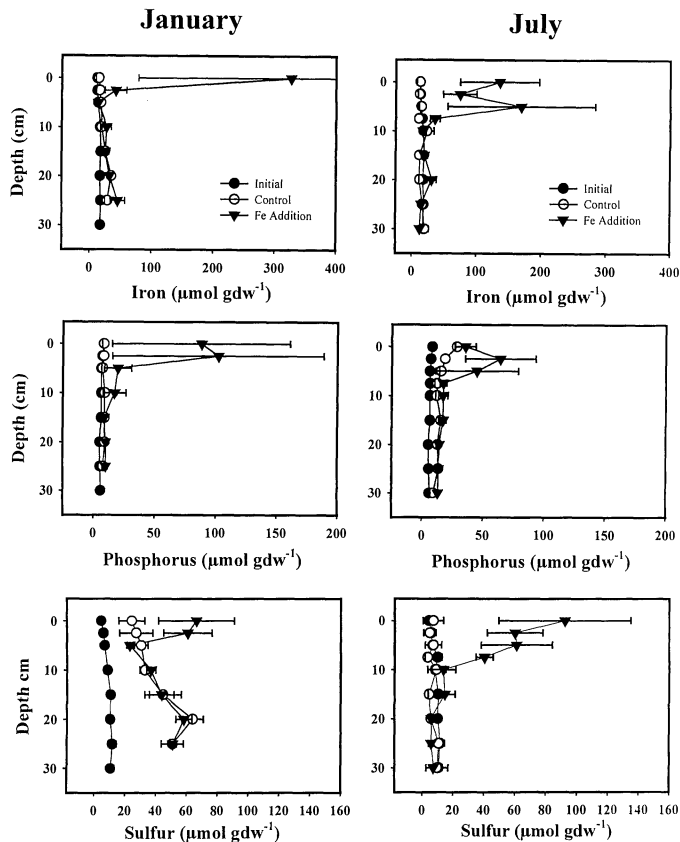 January
July
Depth (cm)
0
10
20
30
Initial
Control
Fe Addition
0 100 200 300 400
Iron (µmol gdw⁻¹)
0
10
20
30
Initial
Control
Fe Addition
0 100 200 300 400
Iron (µmol gdw⁻¹)
Depth (cm)
0
10
20
30
0 50 100 150 200
Phosphorus (µmol gdw⁻¹)
0
10
20
30
0 50 100 150 200
Phosphorus (µmol gdw⁻¹)
Depth cm
0
10
20
30
0 20 40 60 80 100 120 140 160
Sulfur (µmol gdw⁻¹)
0
10
20
30
0 20 40 60 80 100 120 140 160
Sulfur (µmol gdw⁻¹)